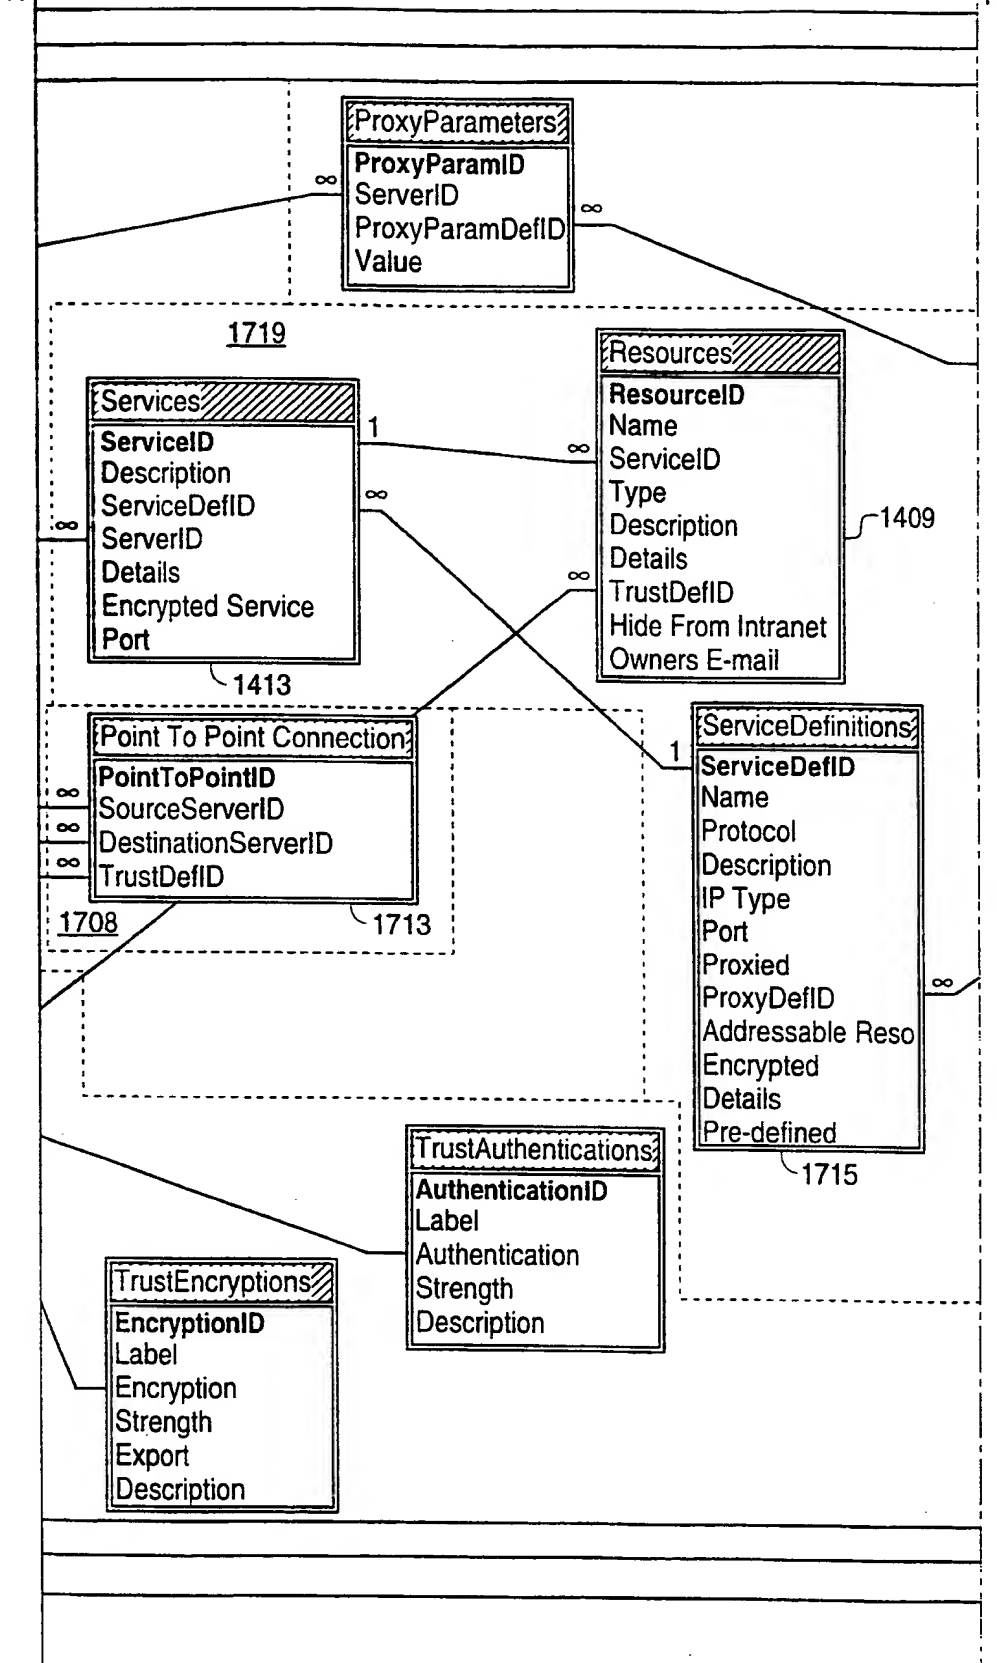 ProxyParameters
ProxyParamID
∞
ServerID
∞
ProxyParamDefID
Value
1719
Resources
ResourceID
Name
∞
ServiceID
Type
Description
Details
∞
TrustDefID
Hide From Intranet
Owners E-mail
1409
Services
ServiceID
1
Description
∞
ServiceDefID
∞
ServerID
Details
Encrypted Service
Port
1413
Point To Point Connection
PointToPointID
∞
SourceServerID
∞
DestinationServerID
∞
TrustDefID
1708
1713
ServiceDefinitions
1
ServiceDefID
Name
Protocol
Description
IP Type
Port
Proxied
∞
ProxyDefID
Addressable Reso
Encrypted
Details
Pre-defined
1715
TrustAuthentications
AuthenticationID
Label
Authentication
Strength
Description
TrustEncryptions
EncryptionID
Label
Encryption
Strength
Export
Description